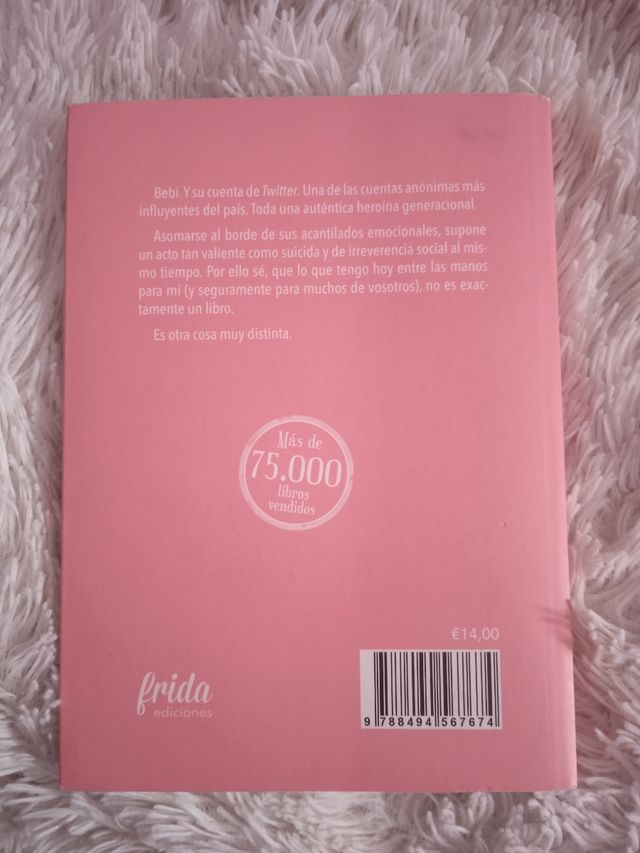 Bebi. Y su cuenta de Twitter. Una de las cuentas anónimas más
influyentes del país. Toda una auténtica heroína generacional.
Asomarse al borde de sus acantilados emocionales, supone
un acto tan valiente como suicida y de irreverencia social al mis-
mo tiempo. Por ello sé, que lo que tengo hoy entre las manos
para mí (y seguramente para muchos de vosotros), no es exac-
tamente un libro.
Es otra cosa muy distinta.
Más de
75.000
libros
vendidos
€14,00
frida
ediciones
9 788494 567674